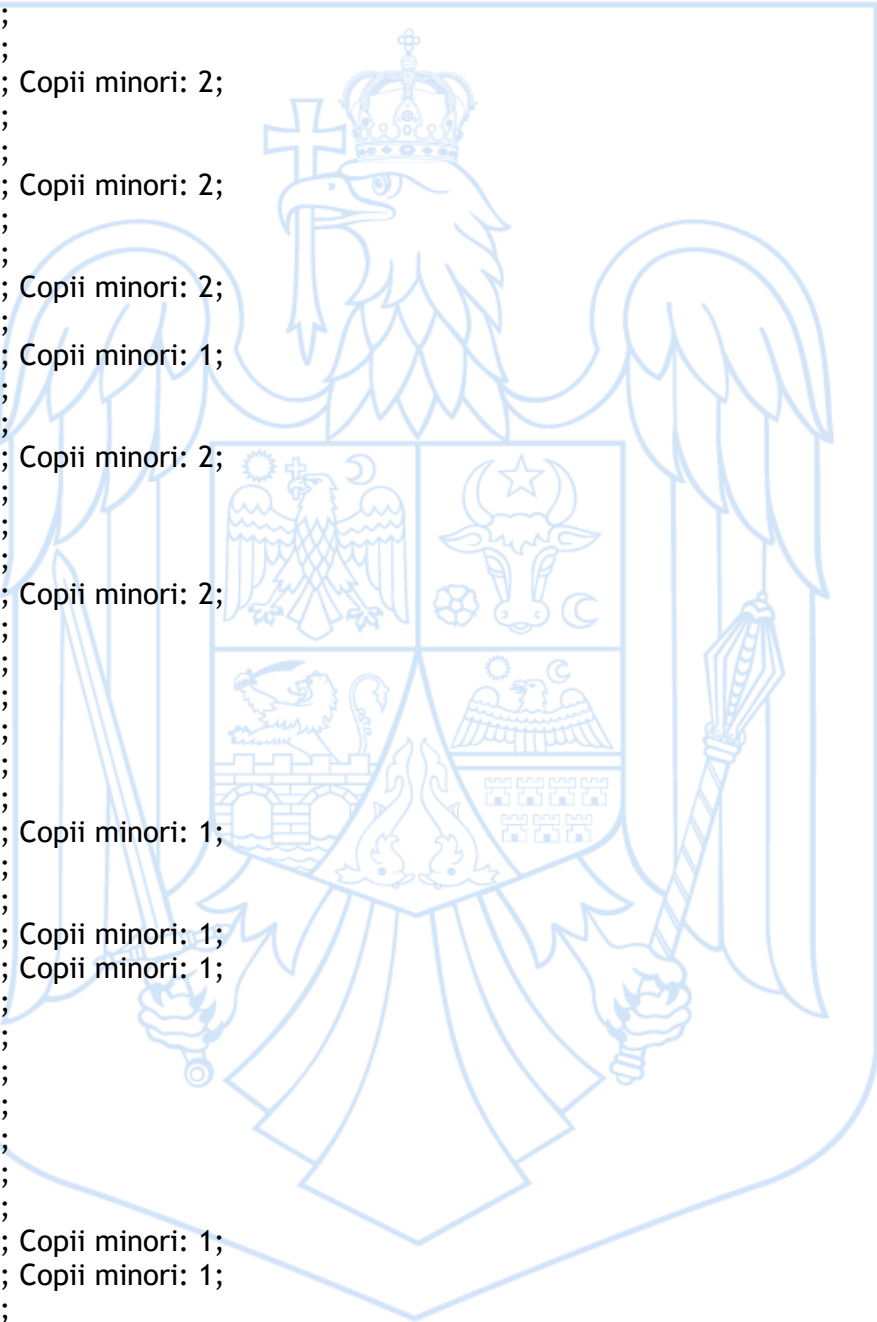 ;
;
; Copii minori: 2;
;
;
; Copii minori: 2;
;
;
; Copii minori: 2;
;
; Copii minori: 1;
;
;
; Copii minori: 2;
;
;
;
; Copii minori: 2;
;
;
;
;
;
;
; Copii minori: 1;
;
;
; Copii minori: 1;
; Copii minori: 1;
;
;
;
;
;
;
;
; Copii minori: 1;
; Copii minori: 1;
;